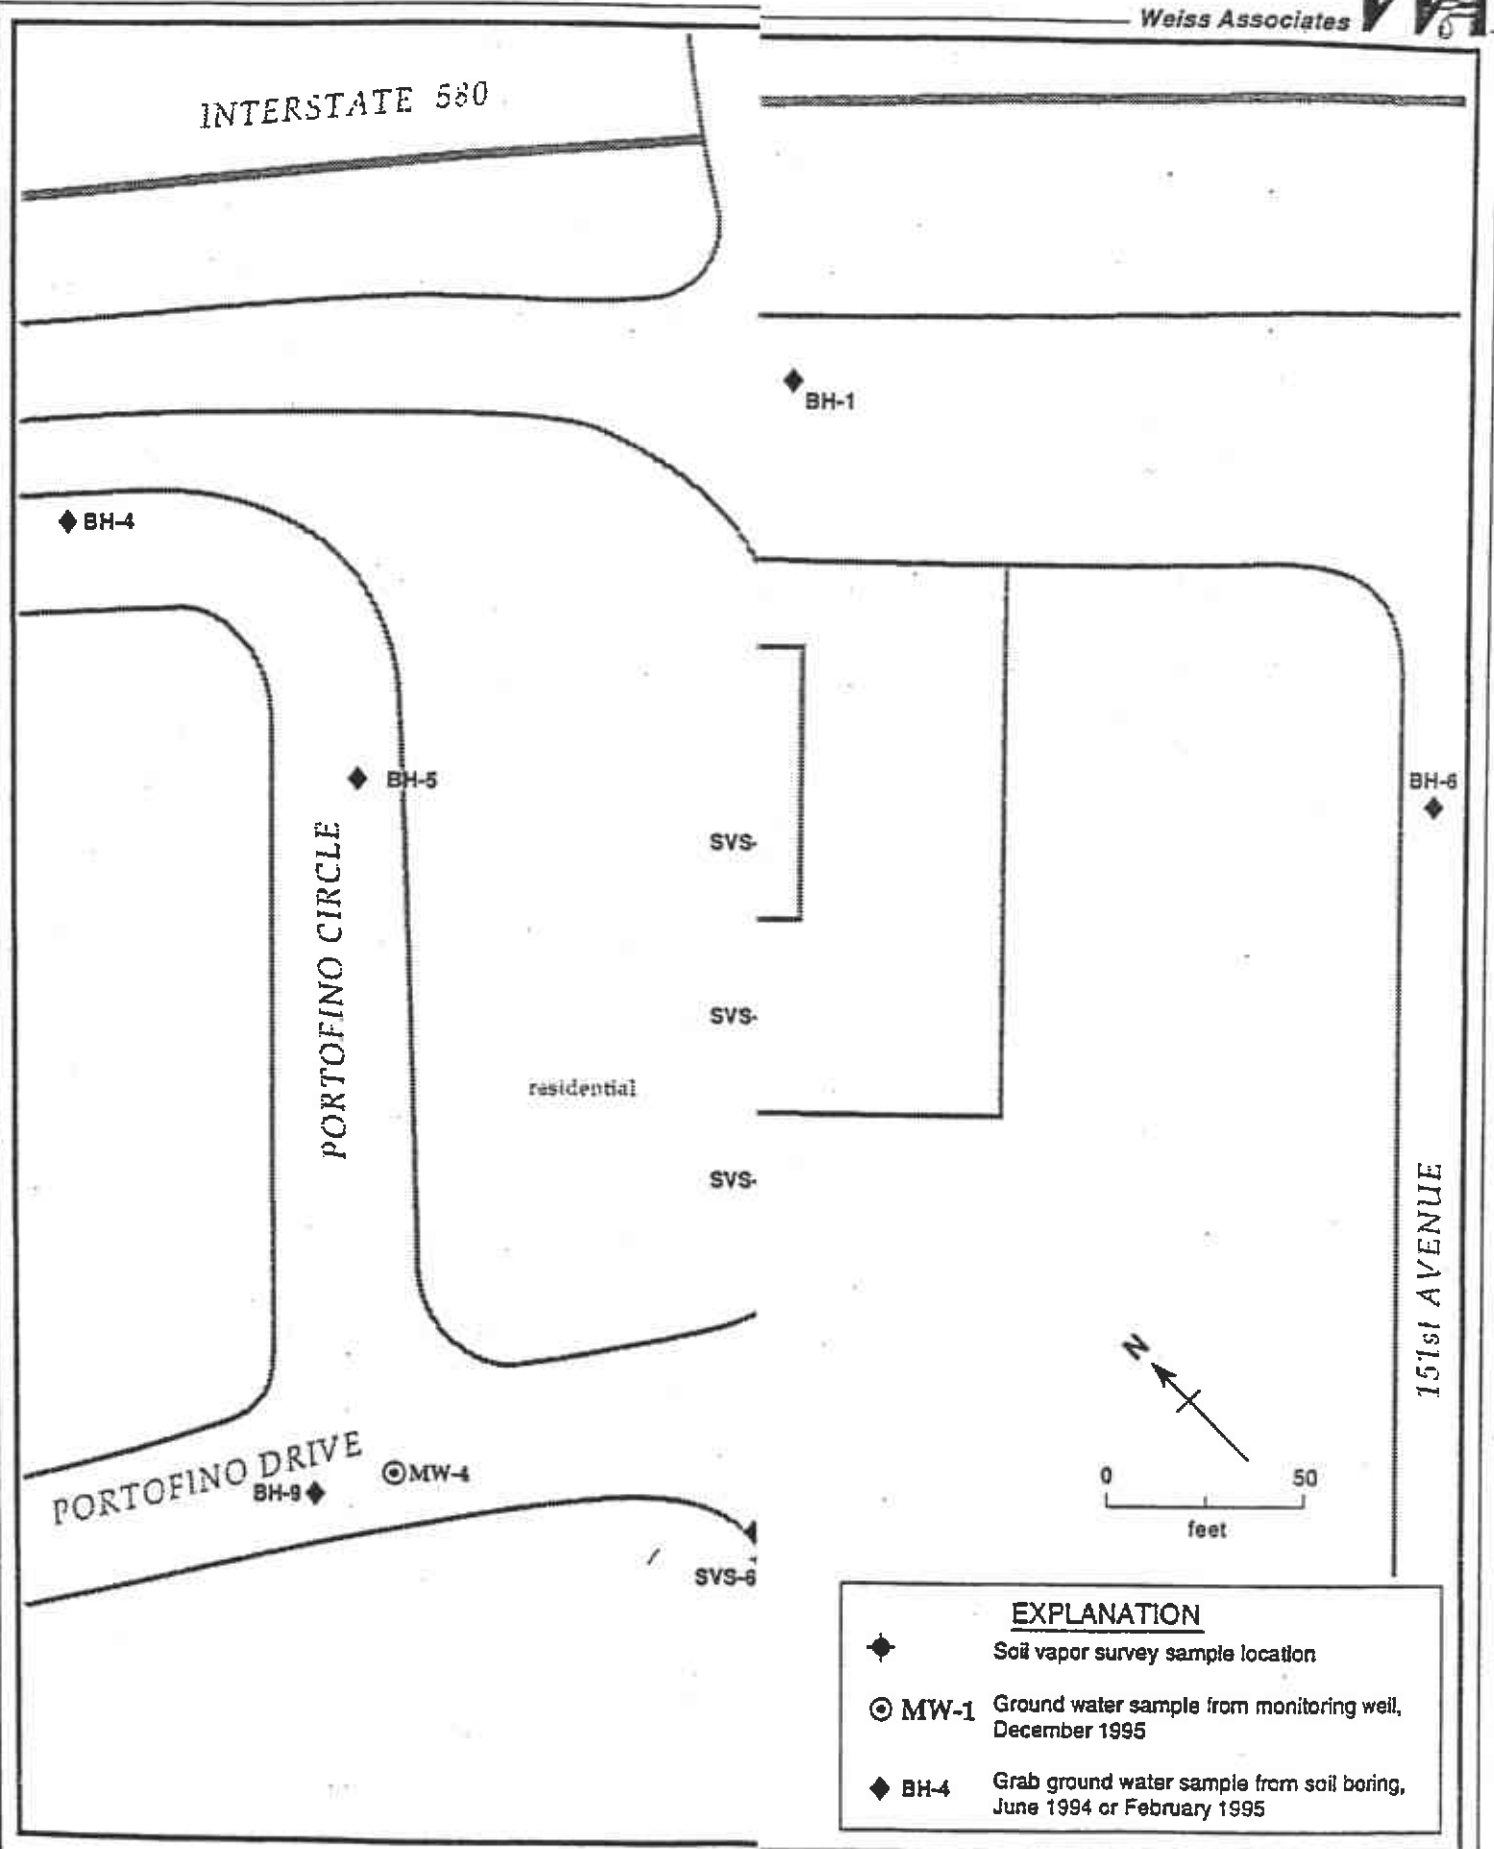 Weiss Associates
INTERSTATE 580
BH-1
BH-4
BH-5
BH-6
SVS-
PORTOFINO CIRCLE
SVS-
residential
SVS-
151st AVENUE
N
PORTOFINO DRIVE
MW-4
BH-9
0 50
feet
SVS-6
EXPLANATION
Soil vapor survey sample location
MW-1 Ground water sample from monitoring well,
December 1995
BH-4 Grab ground water sample from soil boring,
June 1994 or February 1995